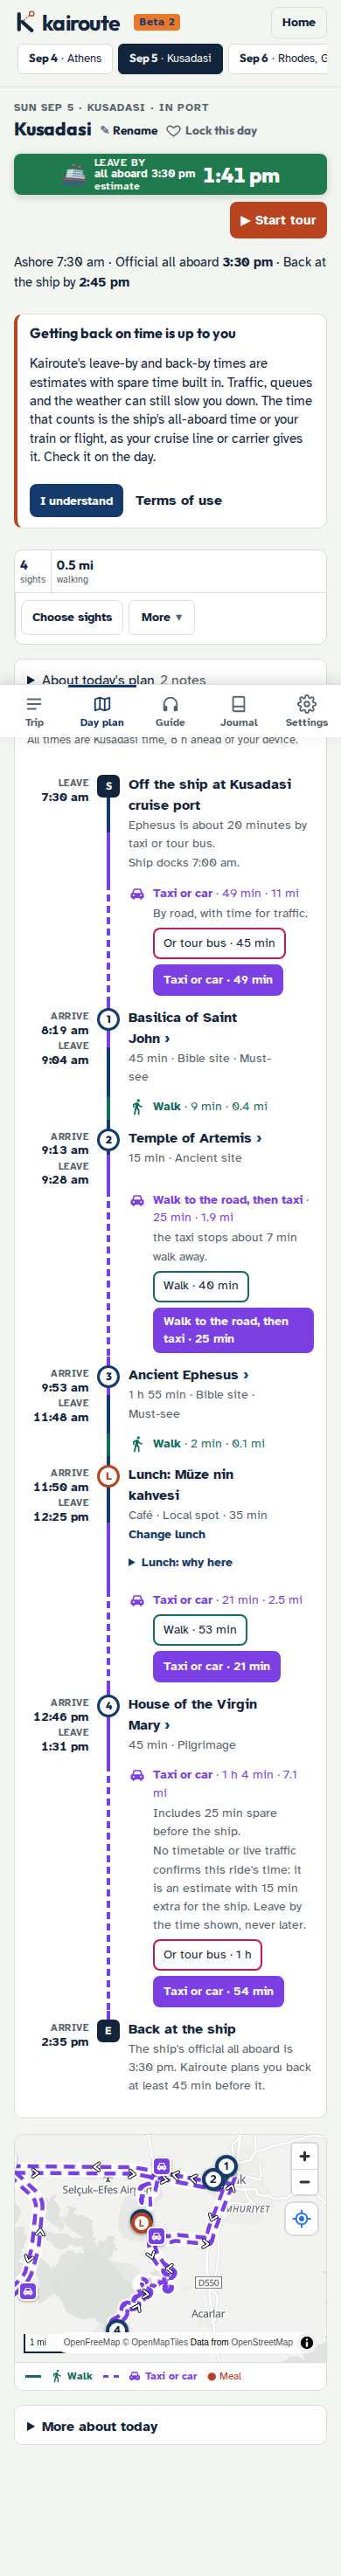 kairoute
Beta 2
Home
Sep 4 · Athens
Sep 5 · Kusadasi
Sep 6 · Rhodes, G
SUN SEP 5 · KUSADASI · IN PORT
Kusadasi
✎ Rename
Lock this day
LEAVE BY
all aboard 3:30 pm
estimate
1:41 pm
▶ Start tour
Ashore 7:30 am · Official all aboard 3:30 pm · Back at
the ship by 2:45 pm
Getting back on time is up to you
Kairoute's leave-by and back-by times are
estimates with spare time built in. Traffic, queues
and the weather can still slow you down. The time
that counts is the ship's all-aboard time or your
train or flight, as your cruise line or carrier gives
it. Check it on the day.
I understand
Terms of use
4
sights
0.5 mi
walking
Choose sights
More ▾
▶ About today's plan 2 notes
Trip
Day plan
Guide
Journal
Settings
All times are Kusadasi time, 8 h ahead of your device.
LEAVE
7:30 am
S
Off the ship at Kusadasi
cruise port
Ephesus is about 20 minutes by
taxi or tour bus.
Ship docks 7:00 am.
Taxi or car · 49 min · 11 mi
By road, with time for traffic.
Or tour bus · 45 min
Taxi or car · 49 min
ARRIVE
8:19 am
LEAVE
9:04 am
1
Basilica of Saint
John ›
45 min · Bible site · Must-
see
Walk · 9 min · 0.4 mi
ARRIVE
9:13 am
LEAVE
9:28 am
2
Temple of Artemis ›
15 min · Ancient site
Walk to the road, then taxi ·
25 min · 1.9 mi
the taxi stops about 7 min
walk away.
Walk · 40 min
Walk to the road, then
taxi · 25 min
ARRIVE
9:53 am
LEAVE
11:48 am
3
Ancient Ephesus ›
1 h 55 min · Bible site ·
Must-see
Walk · 2 min · 0.1 mi
ARRIVE
11:50 am
LEAVE
12:25 pm
L
Lunch: Müze nin
kahvesi
Café · Local spot · 35 min
Change lunch
▶ Lunch: why here
Taxi or car · 21 min · 2.5 mi
Walk · 53 min
Taxi or car · 21 min
ARRIVE
12:46 pm
LEAVE
1:31 pm
4
House of the Virgin
Mary ›
45 min · Pilgrimage
Taxi or car · 1 h 4 min · 7.1
mi
Includes 25 min spare
before the ship.
No timetable or live traffic
confirms this ride's time: it
is an estimate with 15 min
extra for the ship. Leave by
the time shown, never later.
Or tour bus · 1 h
Taxi or car · 54 min
ARRIVE
2:35 pm
E
Back at the ship
The ship's official all aboard is
3:30 pm. Kairoute plans you back
at least 45 min before it.
1
2
L
4
Selçuk–Efes Air
MHURIYET
D550
Acarlar
+
−
1 mi
OpenFreeMap © OpenMapTiles Data from OpenStreetMap
Walk
Taxi or car
Meal
▶ More about today